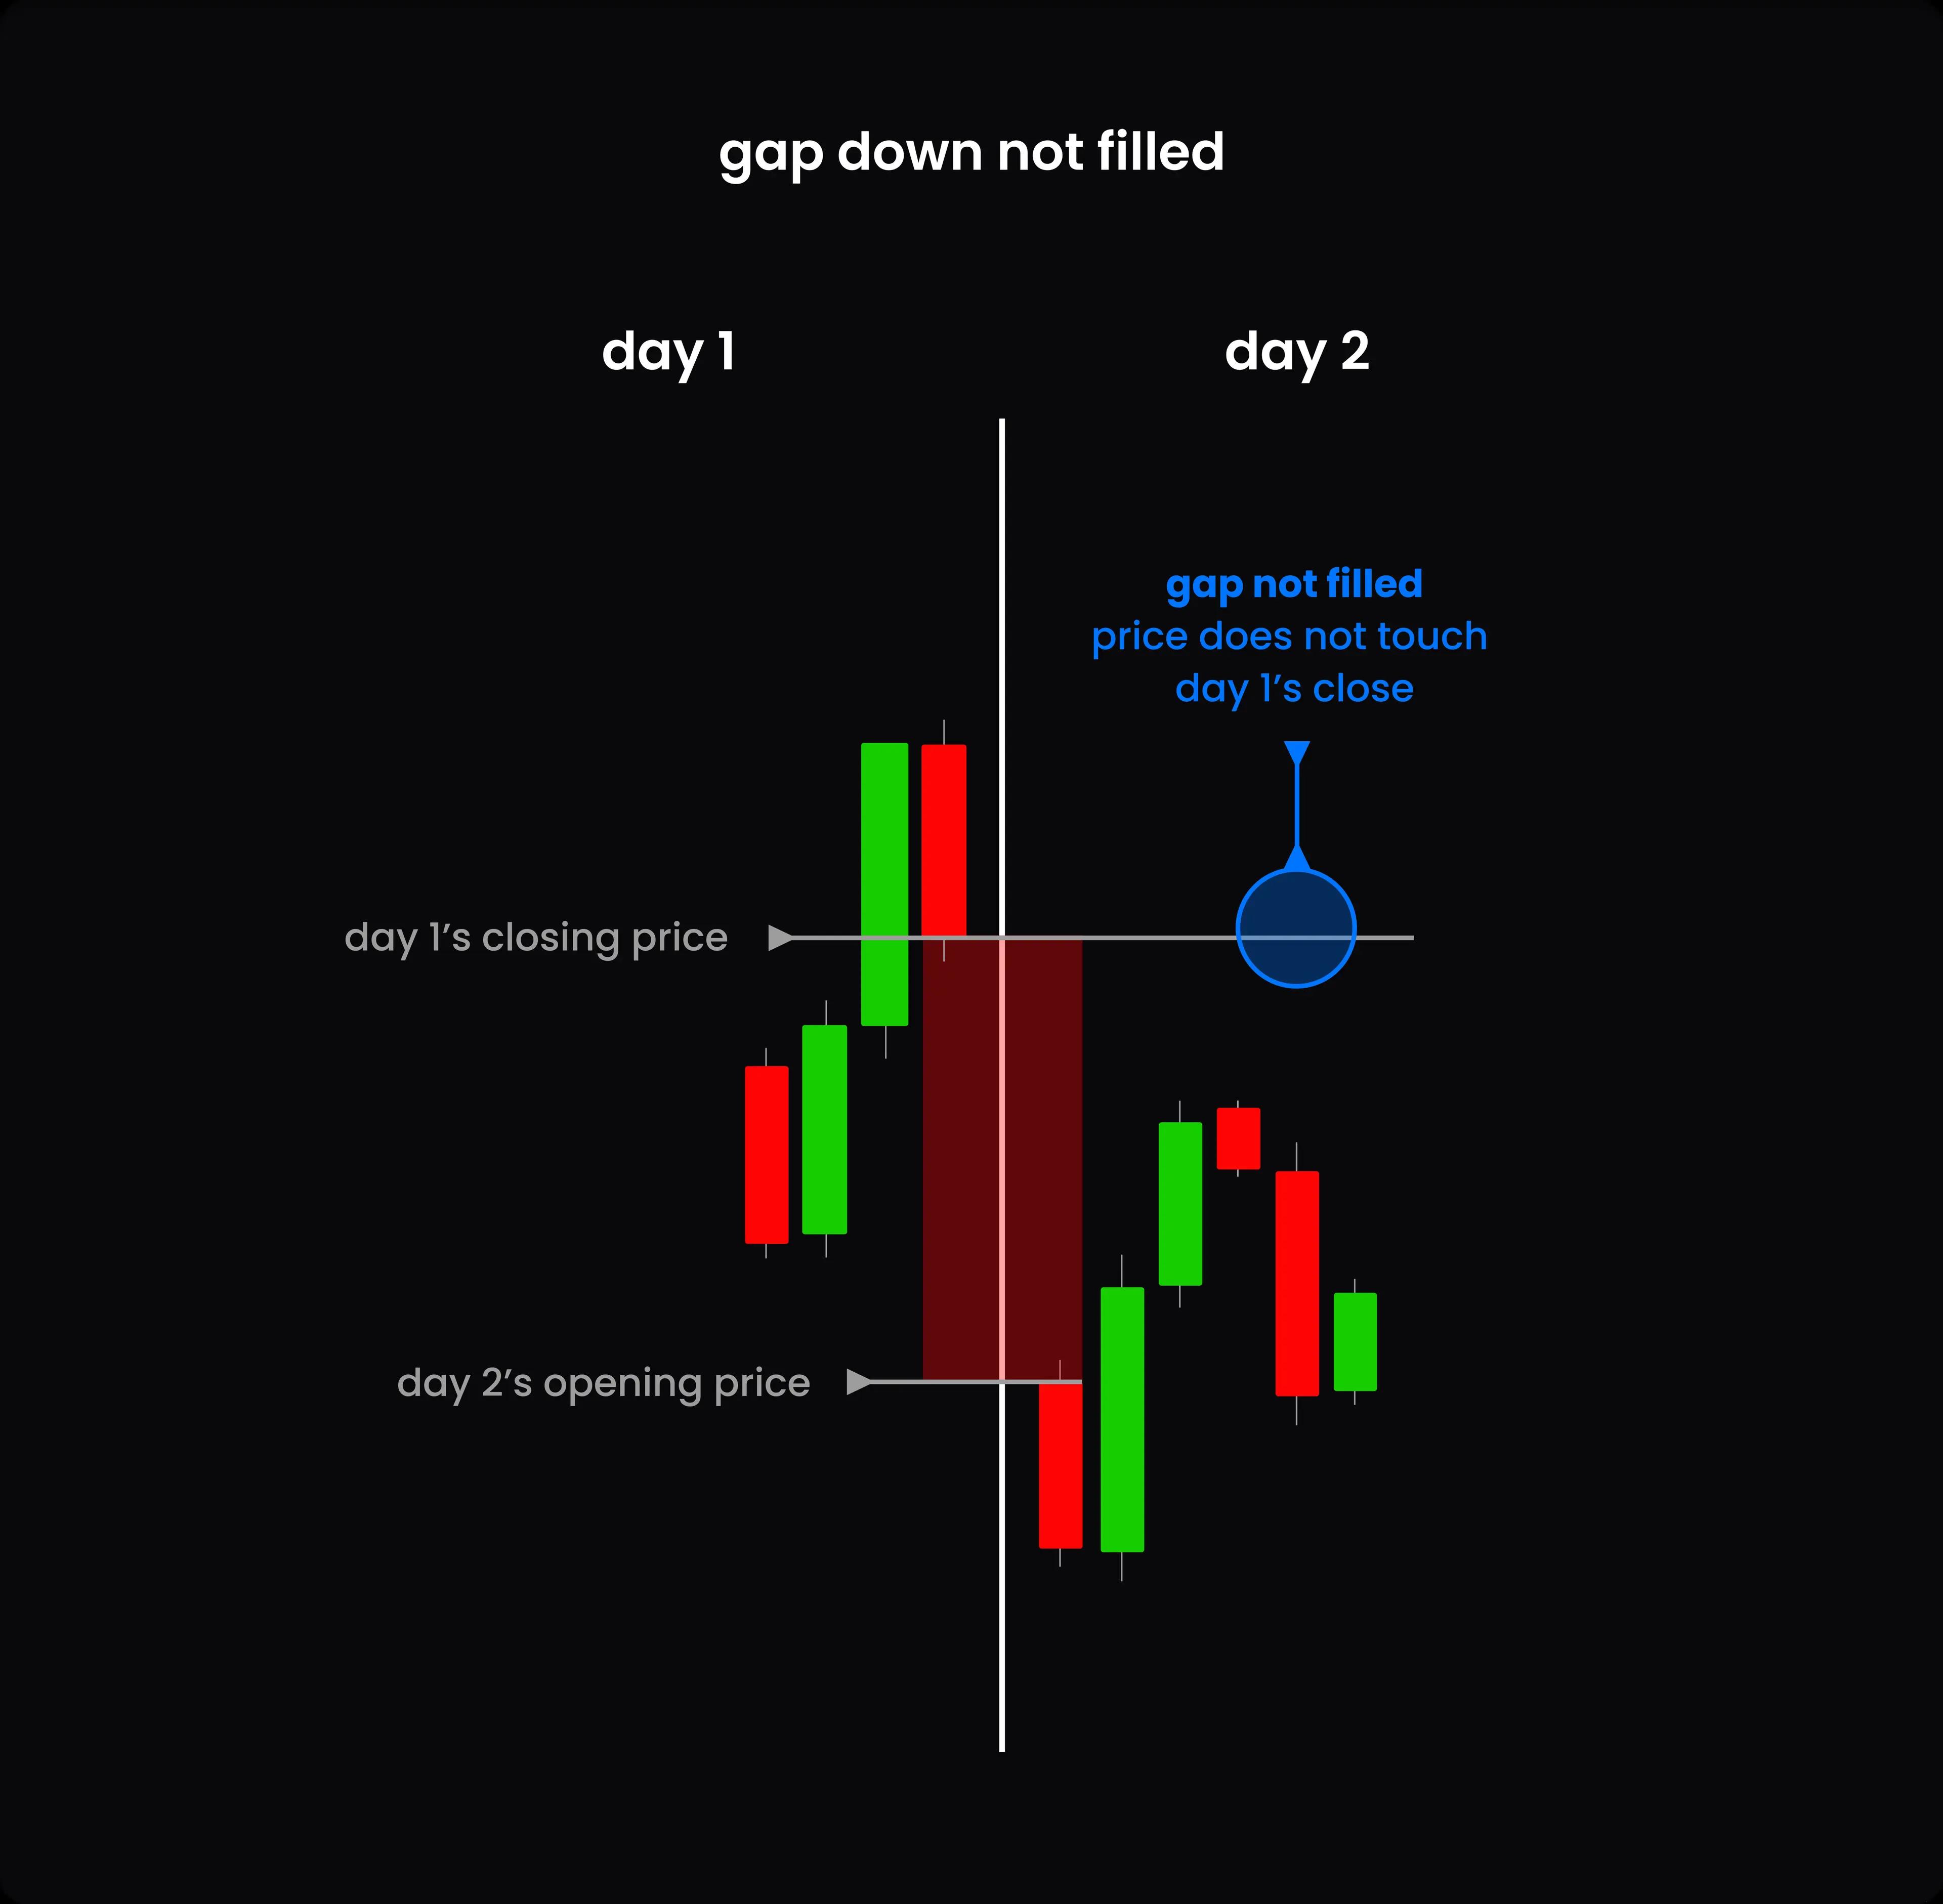 gap down not filled
day 1
day 2
gap not filled
price does not touch
day 1’s close
day 1’s closing price
day 2’s opening price